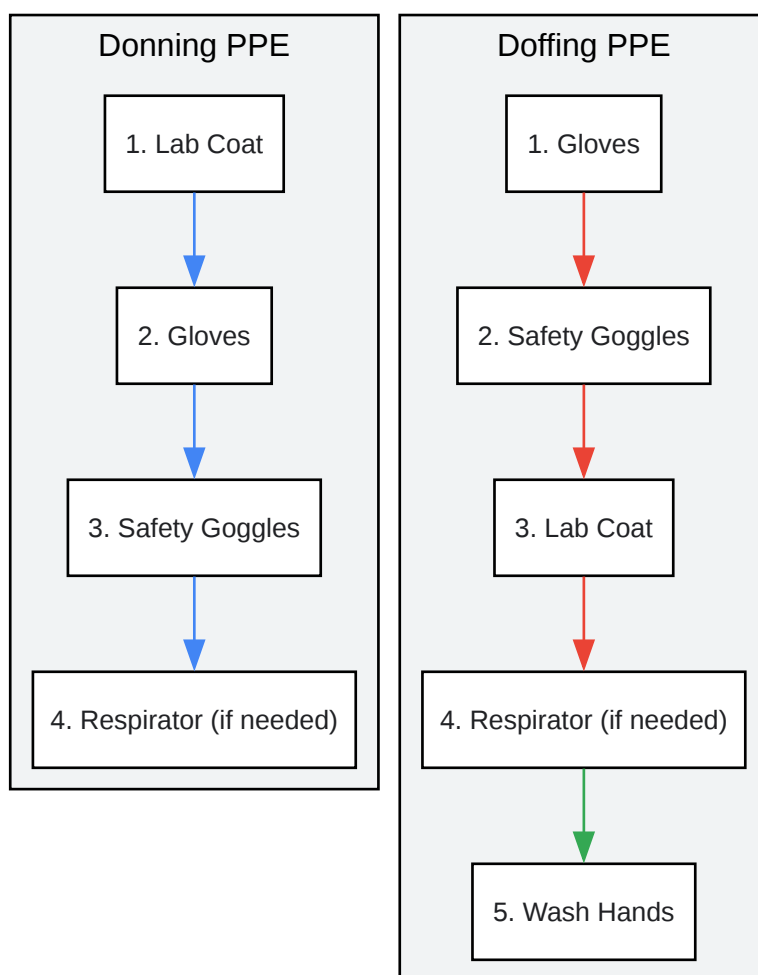 Donning PPE
1. Lab Coat
2. Gloves
3. Safety Goggles
4. Respirator (if needed)
Doffing PPE
1. Gloves
2. Safety Goggles
3. Lab Coat
4. Respirator (if needed)
5. Wash Hands